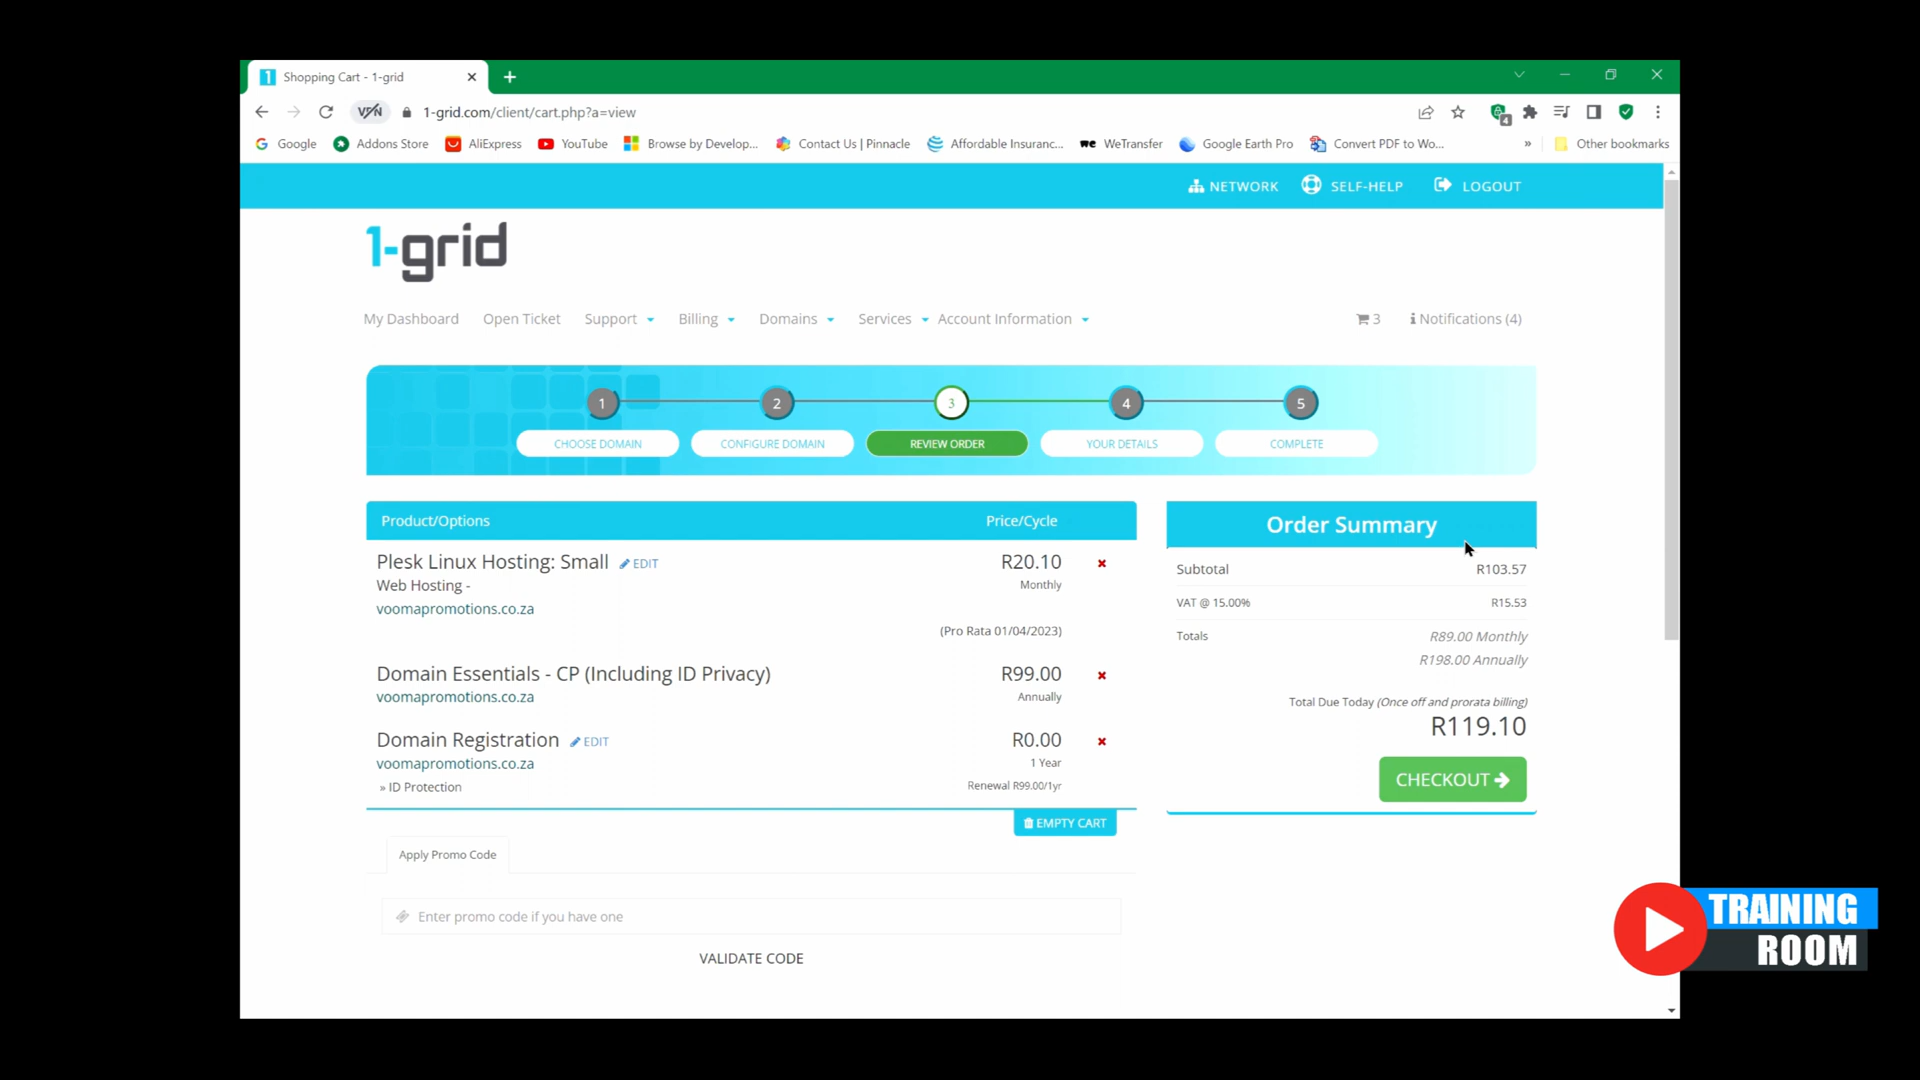 Shopping Cart - 1-grid
VPN 1-grid.com/client/cart.php?a=view 4
Google Addons Store AliExpress YouTube Browse by Develop... Contact Us | Pinnacle Affordable Insuranc... we WeTransfer Google Earth Pro Convert PDF to Wo... » Other bookmarks
NETWORK SELF-HELP LOGOUT
1-grid
My Dashboard Open Ticket Support Billing Domains Services Account Information 3 Notifications (4)
1 2 3 4 5
CHOOSE DOMAIN CONFIGURE DOMAIN REVIEW ORDER YOUR DETAILS COMPLETE
Product/Options Price/Cycle
Plesk Linux Hosting: Small EDIT R20.10
Web Hosting - Monthly
voomapromotions.co.za
(Pro Rata 01/04/2023)
Domain Essentials - CP (Including ID Privacy) R99.00
voomapromotions.co.za Annually
Domain Registration EDIT R0.00
voomapromotions.co.za 1 Year
» ID Protection Renewal R99.00/1yr
EMPTY CART
Order Summary
Subtotal R103.57
VAT @ 15.00% R15.53
Totals R89.00 Monthly
R198.00 Annually
Total Due Today (Once off and prorata billing)
R119.10
CHECKOUT
Apply Promo Code
Enter promo code if you have one
VALIDATE CODE
TRAINING
ROOM